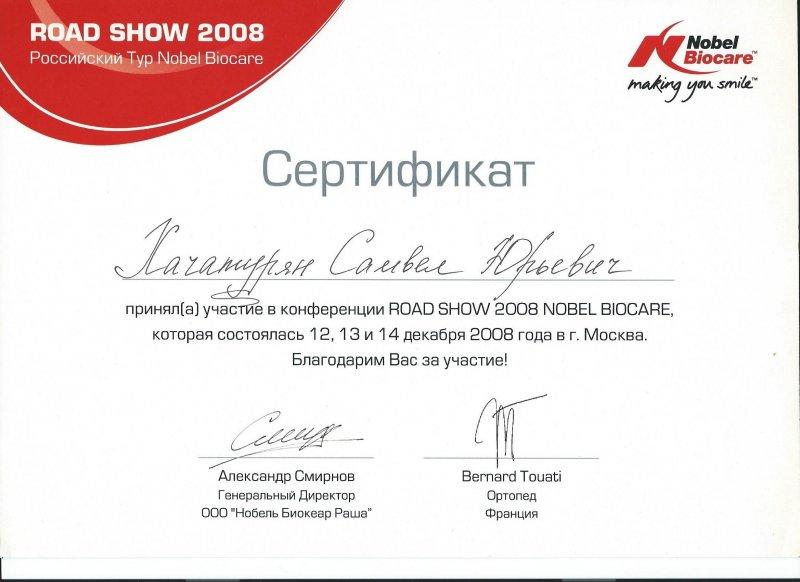 ROAD SHOW 2008
Российский Тур Nobel Biocare
Nobel
Biocare™
making you smile™
Сертификат
Хачатурян Самвел Юрьевич
принял(а) участие в конференции ROAD SHOW 2008 NOBEL BIOCARE,
которая состоялась 12, 13 и 14 декабря 2008 года в г. Москва.
Благодарим Вас за участие!
Александр Смирнов
Генеральный Директор
ООО "Нобель Биокеар Раша"
Bernard Touati
Ортопед
Франция